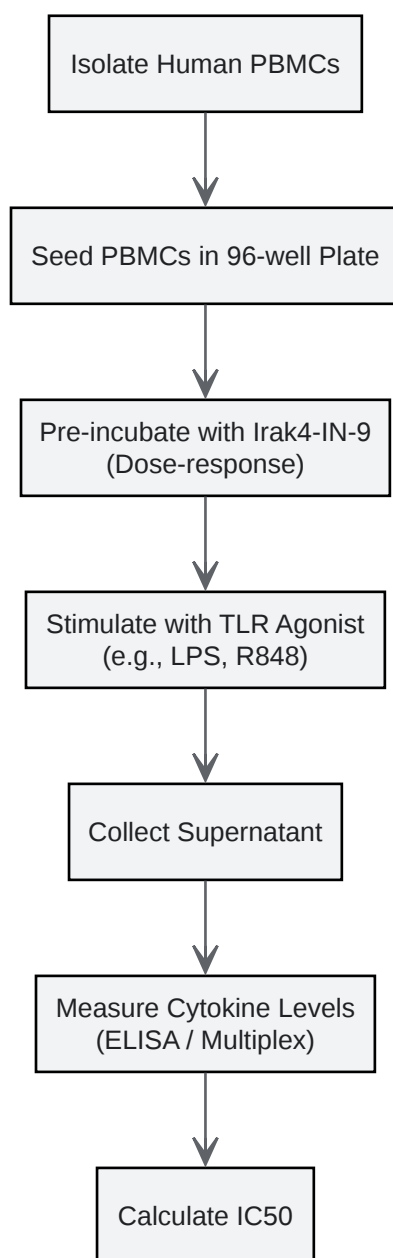 Isolate Human PBMCs
Seed PBMCs in 96-well Plate
Pre-incubate with Irak4-IN-9
(Dose-response)
Stimulate with TLR Agonist
(e.g., LPS, R848)
Collect Supernatant
Measure Cytokine Levels
(ELISA / Multiplex)
Calculate IC50